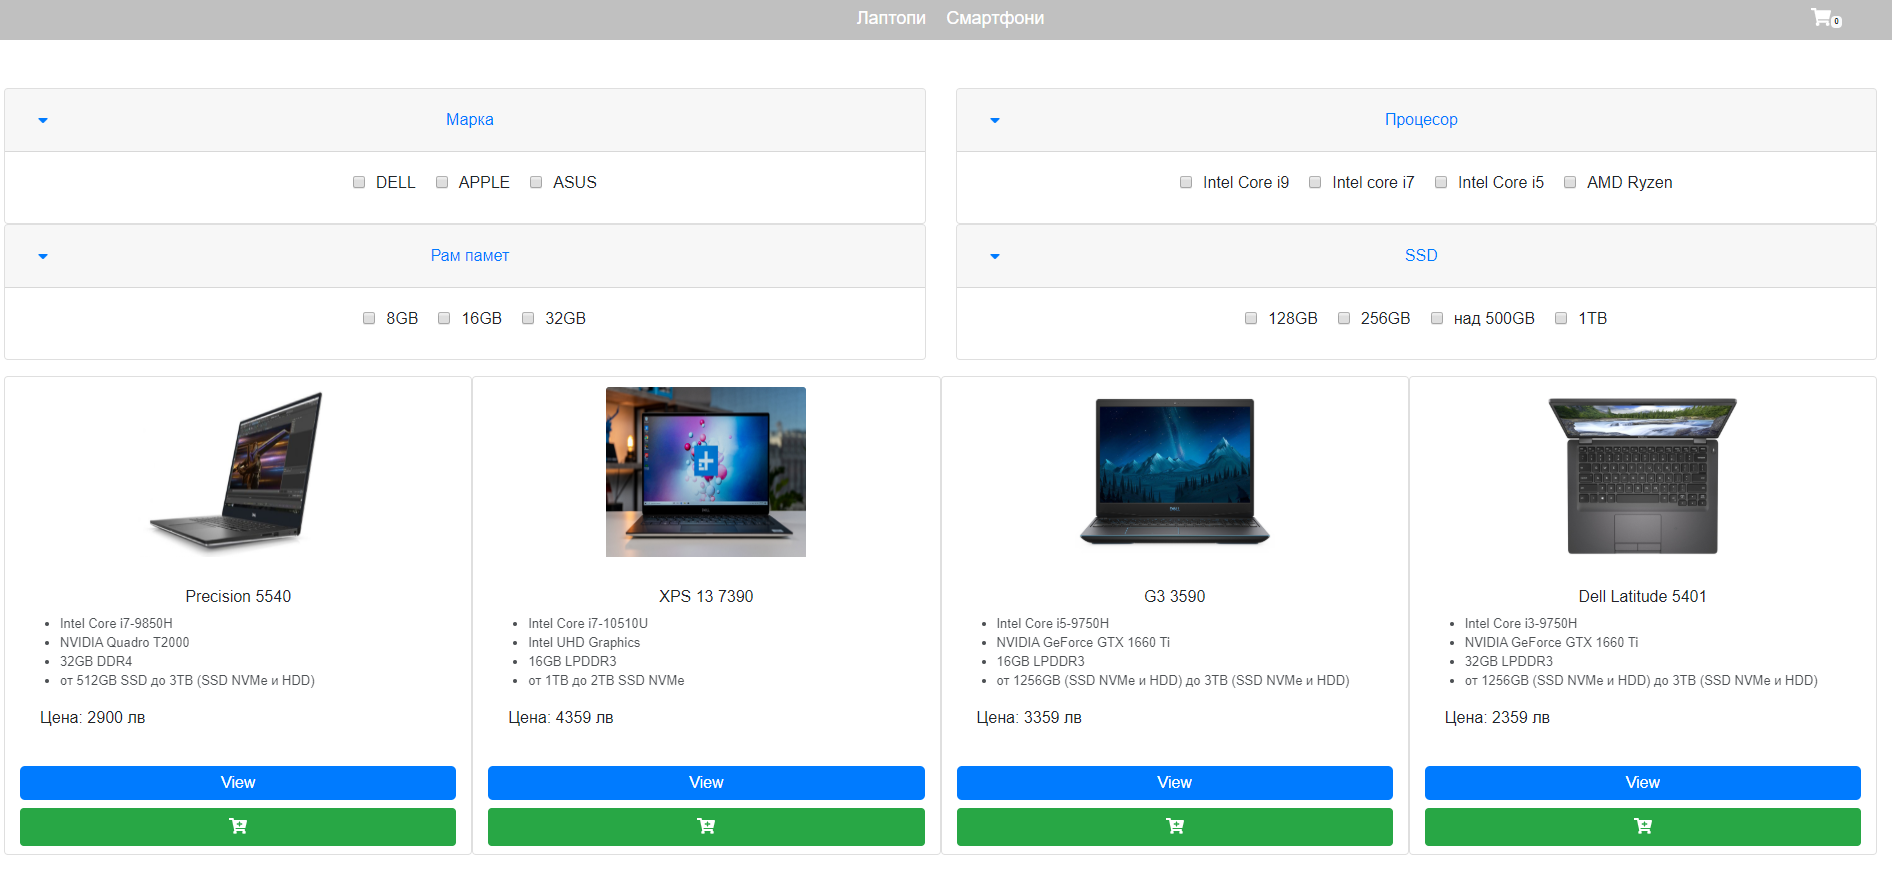 Лаптопи Смартфони 0
Марка
DELL APPLE ASUS
Процесор
Intel Core i9 Intel core i7 Intel Core i5 AMD Ryzen
Рам памет
8GB 16GB 32GB
SSD
128GB 256GB над 500GB 1TB
Precision 5540
Intel Core i7-9850H
NVIDIA Quadro T2000
32GB DDR4
от 512GB SSD до 3TB (SSD NVMe и HDD)
Цена: 2900 лв
View
XPS 13 7390
Intel Core i7-10510U
Intel UHD Graphics
16GB LPDDR3
от 1TB до 2TB SSD NVMe
Цена: 4359 лв
View
G3 3590
Intel Core i5-9750H
NVIDIA GeForce GTX 1660 Ti
16GB LPDDR3
от 1256GB (SSD NVMe и HDD) до 3TB (SSD NVMe и HDD)
Цена: 3359 лв
View
Dell Latitude 5401
Intel Core i3-9750H
NVIDIA GeForce GTX 1660 Ti
32GB LPDDR3
от 1256GB (SSD NVMe и HDD) до 3TB (SSD NVMe и HDD)
Цена: 2359 лв
View